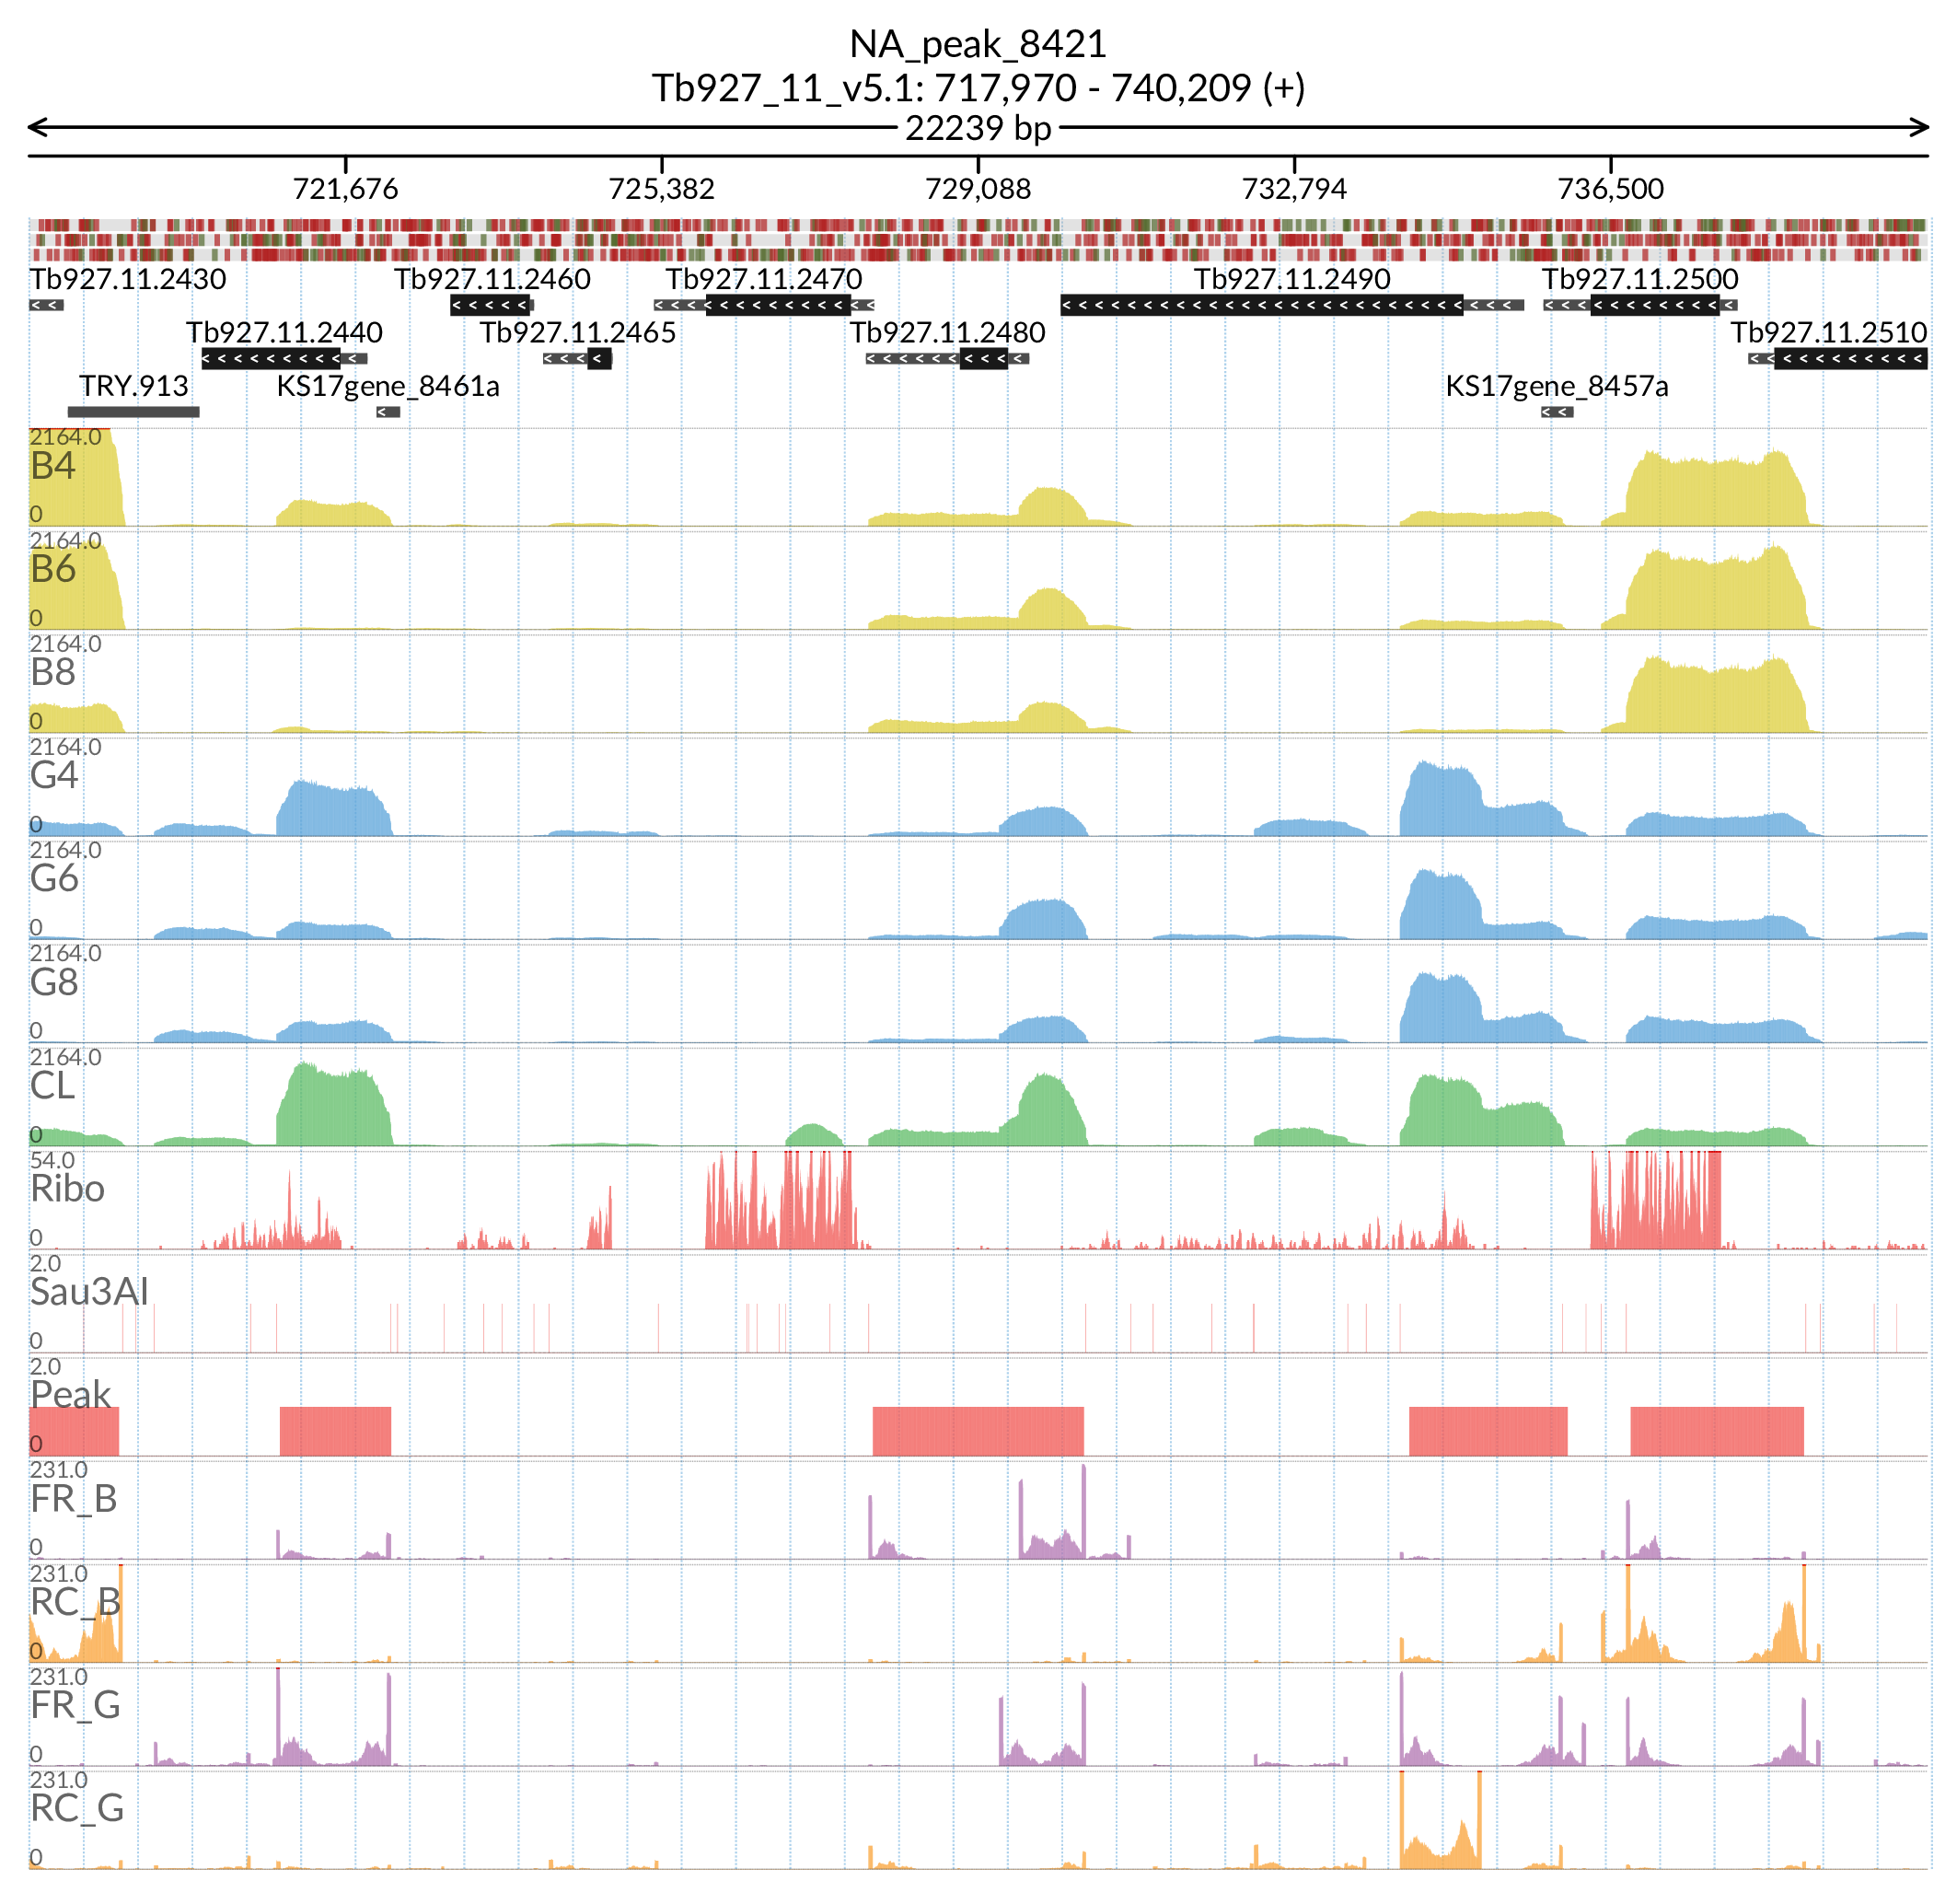 NA_peak_8421
Tb927_11_v5.1: 717,970 - 740,209 (+)
22239 bp
721,676 725,382 729,088 732,794 736,500
Tb927.11.2430 Tb927.11.2460 Tb927.11.2470 Tb927.11.2490 Tb927.11.2500
Tb927.11.2440 Tb927.11.2465 Tb927.11.2480 Tb927.11.2510
TRY.913 KS17gene_8461a KS17gene_8457a
2164.0
B4
0
2164.0
B6
0
2164.0
B8
0
2164.0
G4
0
2164.0
G6
0
2164.0
G8
0
2164.0
CL
0
54.0
Ribo
0
2.0
Sau3AI
0
2.0
Peak
0
231.0
FR_B
0
231.0
RC_B
0
231.0
FR_G
0
231.0
RC_G
0